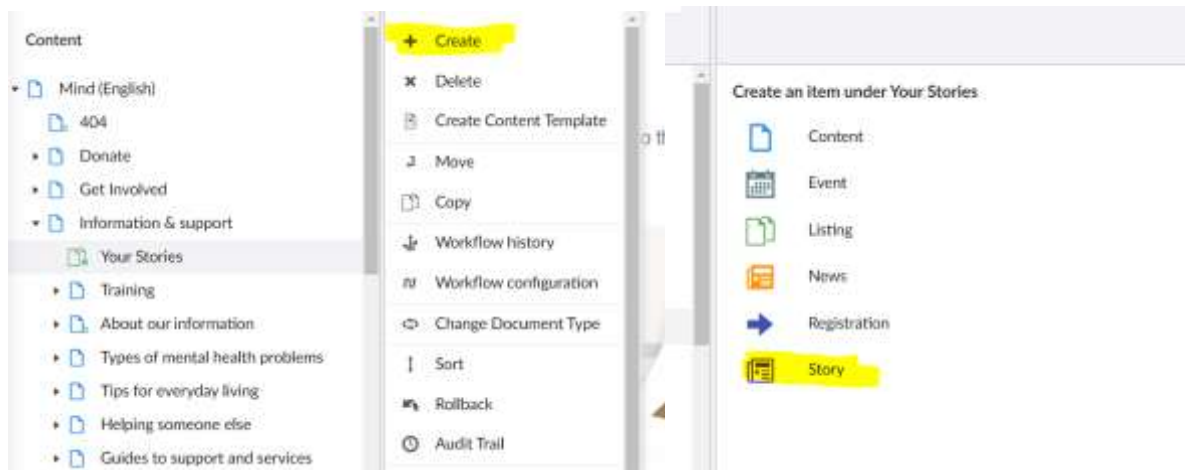 Content
Mind (English)
404
Donate
Get Involved
Information & support
Your Stories
Training
About our information
Types of mental health problems
Tips for everyday living
Helping someone else
Guides to support and services
Create
Delete
Create Content Template
Move
Copy
Workflow history
Workflow configuration
Change Document Type
Sort
Rollback
Audit Trail
Create an item under Your Stories
Content
Event
Listing
News
Registration
Story